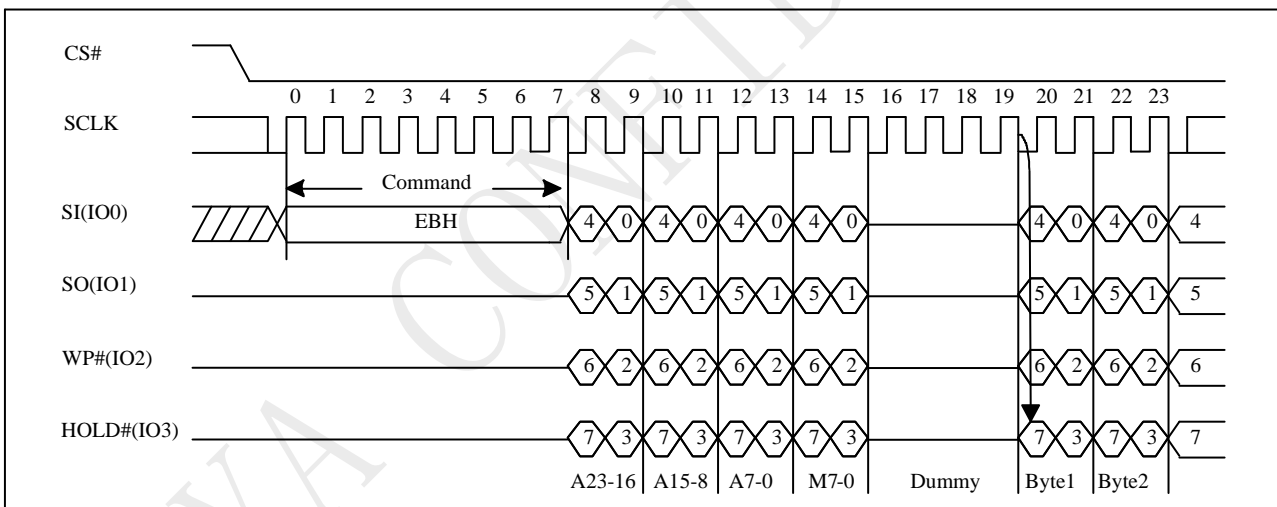 CS#
0 1 2 3 4 5 6 7 8 9 10 11 12 13 14 15 16 17 18 19 20 21 22 23
SCLK
Command
SI(IO0) EBH 4 0 4 0 4 0 4 0 4 0 4 0 4
SO(IO1) 5 1 5 1 5 1 5 1 5 1 5 1 5
WP#(IO2) 6 2 6 2 6 2 6 2 6 2 6 2 6
HOLD#(IO3) 7 3 7 3 7 3 7 3 7 3 7 3 7
A23-16 A15-8 A7-0 M7-0 Dummy Byte1 Byte2